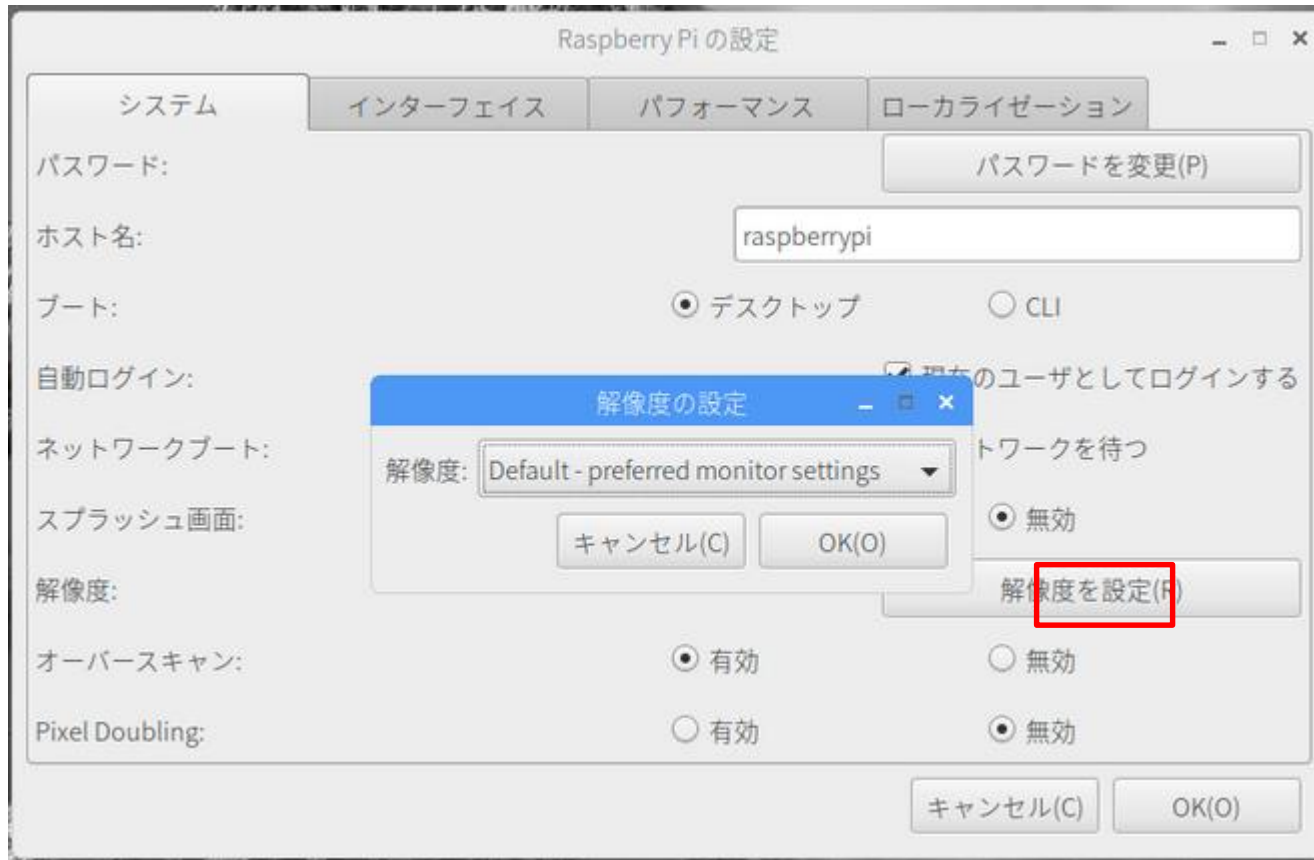 Raspberry Pi の設定
システム インターフェイス パフォーマンス ローカライゼーション
パスワード: パスワードを変更(P)
ホスト名: raspberrypi
ブート: デスクトップ CLI
自動ログイン: のユーザとしてログインする
解像度の設定
ネットワークブート: トワークを待つ
解像度: Default - preferred monitor settings
スプラッシュ画面: 無効
キャンセル(C) OK(O)
解像度: 解像度を設定(R)
オーバースキャン: 有効 無効
Pixel Doubling: 有効 無効
キャンセル(C) OK(O)